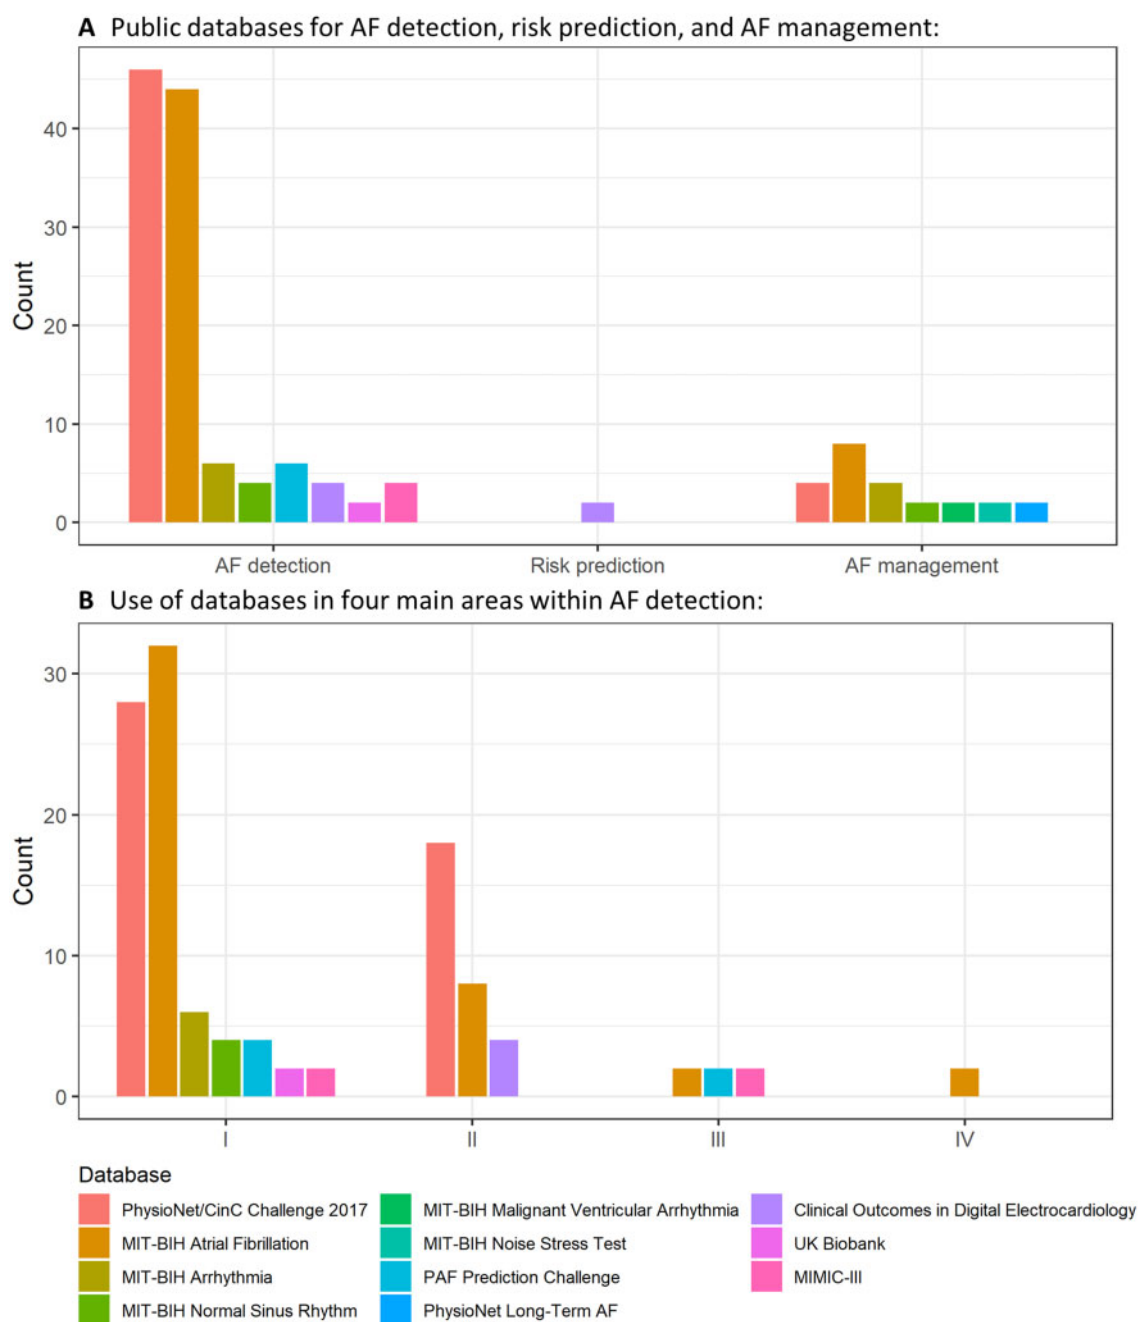 A Public databases for AF detection, risk prediction, and AF management:
40
30
20
10
0
Count
AF detection
Risk prediction
AF management
B Use of databases in four main areas within AF detection:
30
20
10
0
Count
I
II
III
IV
Database
PhysioNet/CinC Challenge 2017
MIT-BIH Atrial Fibrillation
MIT-BIH Arrhythmia
MIT-BIH Normal Sinus Rhythm
MIT-BIH Malignant Ventricular Arrhythmia
MIT-BIH Noise Stress Test
PAF Prediction Challenge
PhysioNet Long-Term AF
Clinical Outcomes in Digital Electrocardiology
UK Biobank
MIMIC-III